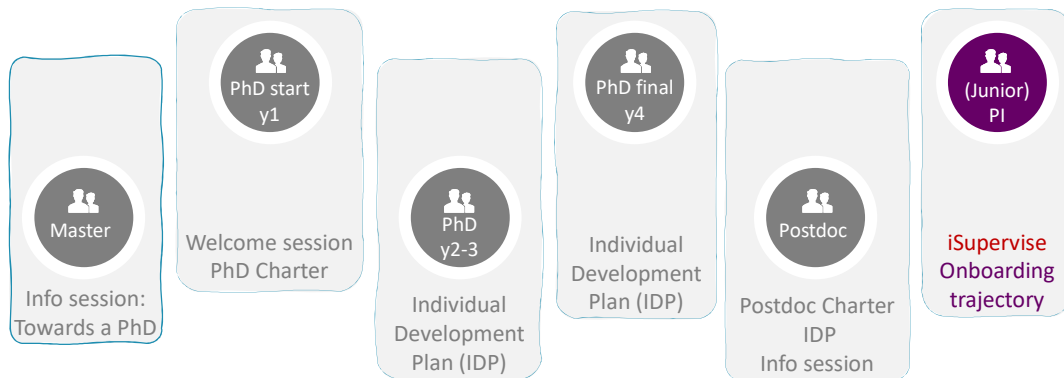 Master
Info session:
Towards a PhD
PhD start
y1
Welcome session
PhD Charter
PhD
y2-3
Individual
Development
Plan (IDP)
PhD final
y4
Individual
Development
Plan (IDP)
Postdoc
Postdoc Charter
IDP
Info session
(Junior)
PI
iSupervise
Onboarding
trajectory